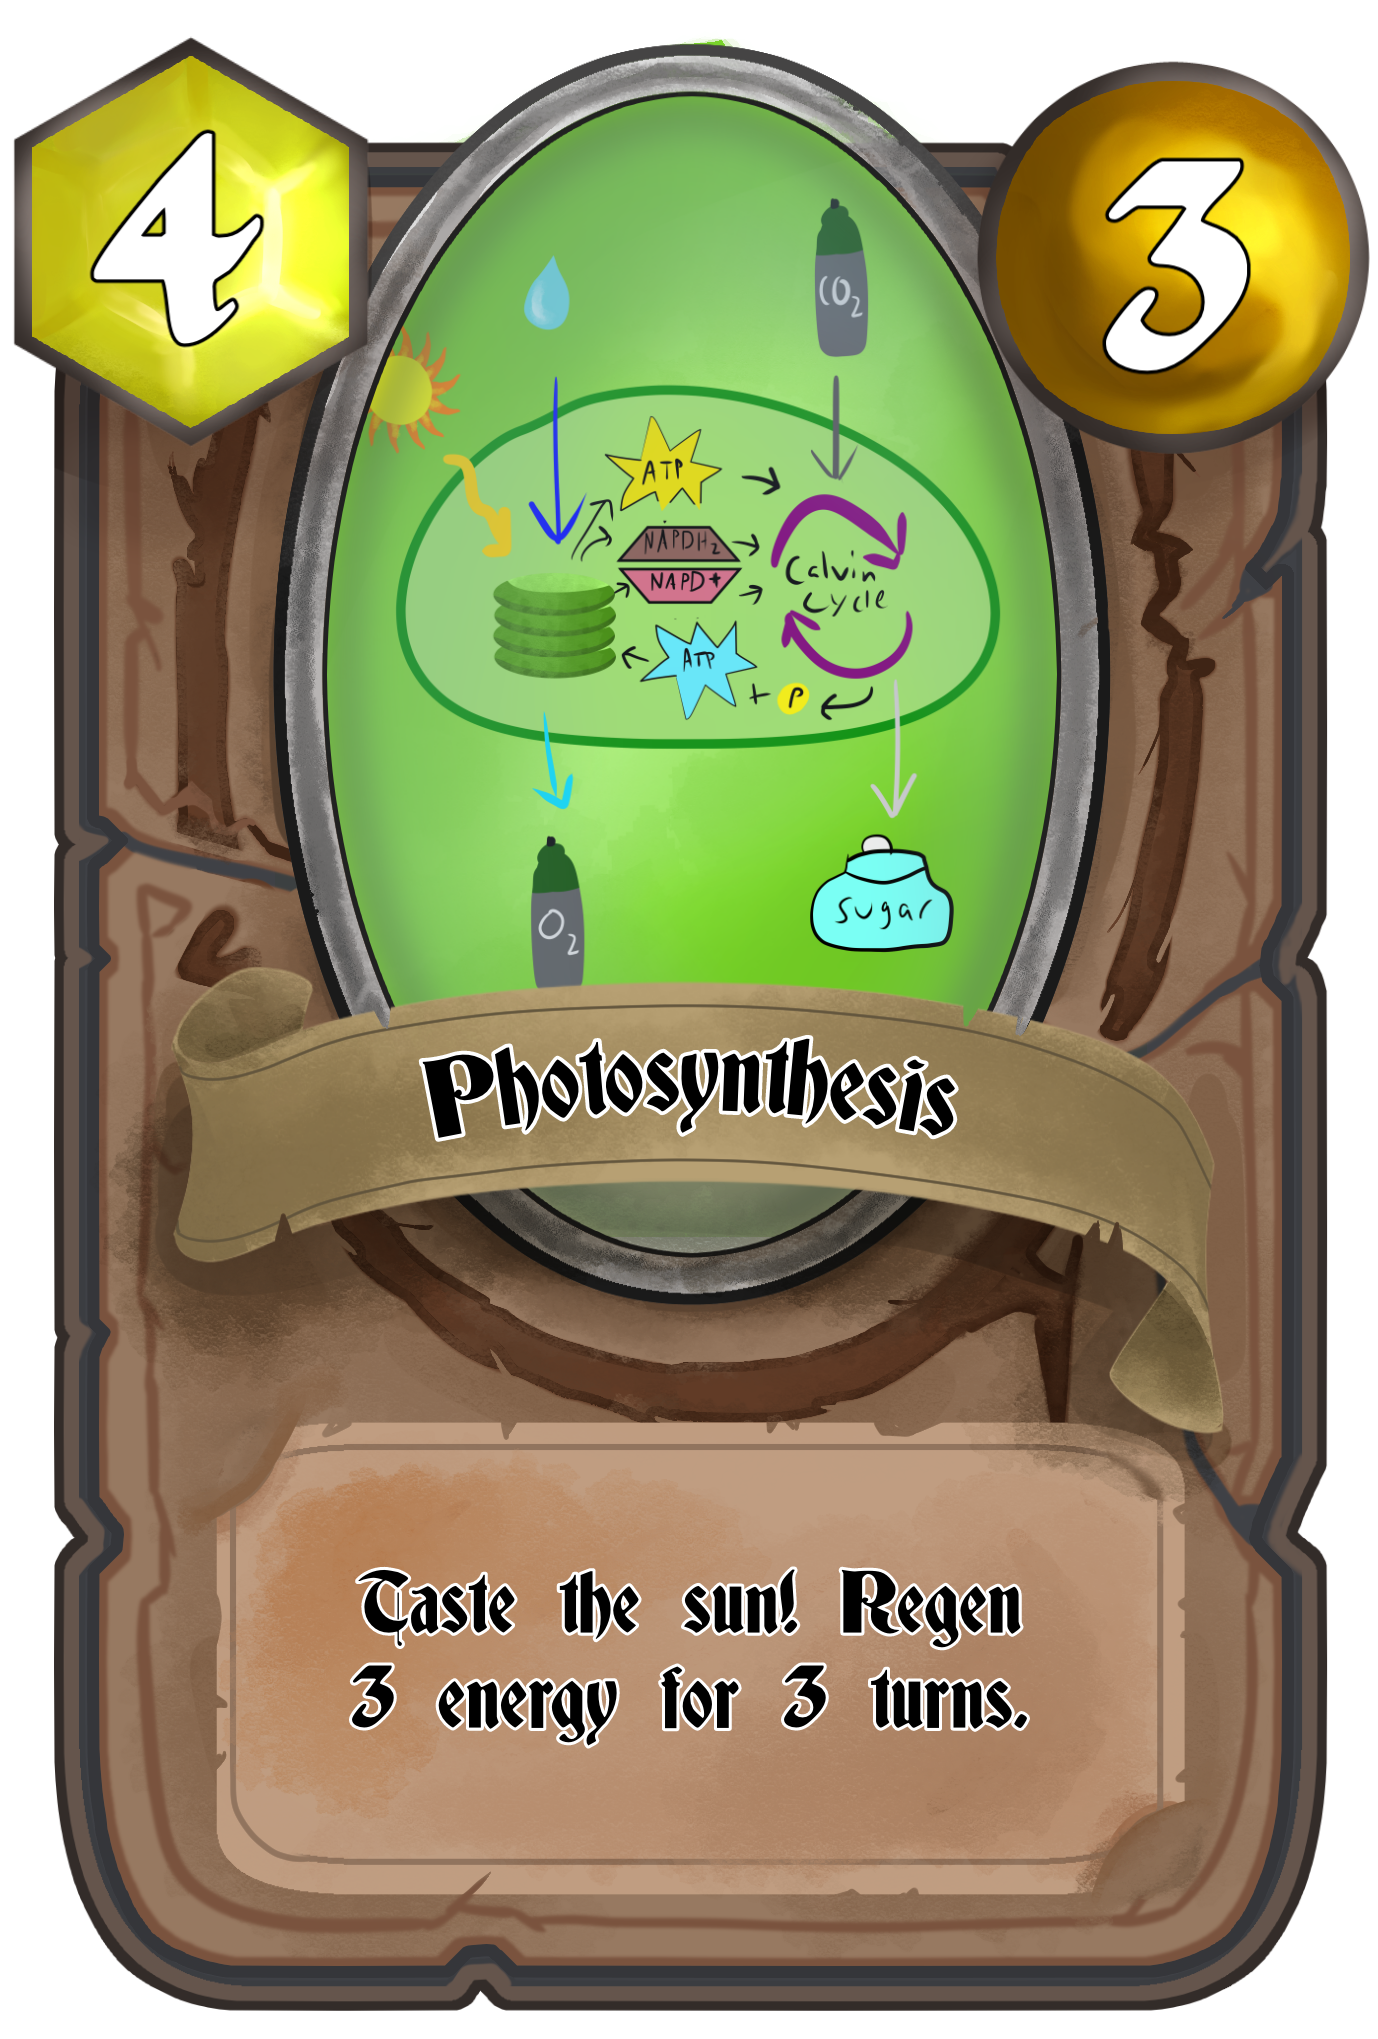 4
3
CO₂
ATP
NAPDH₂
NAPD+
Calvin
Cycle
ATP
+ P
O₂
Sugar
Photosynthesis
Taste the sun! Regen
3 energy for 3 turns.